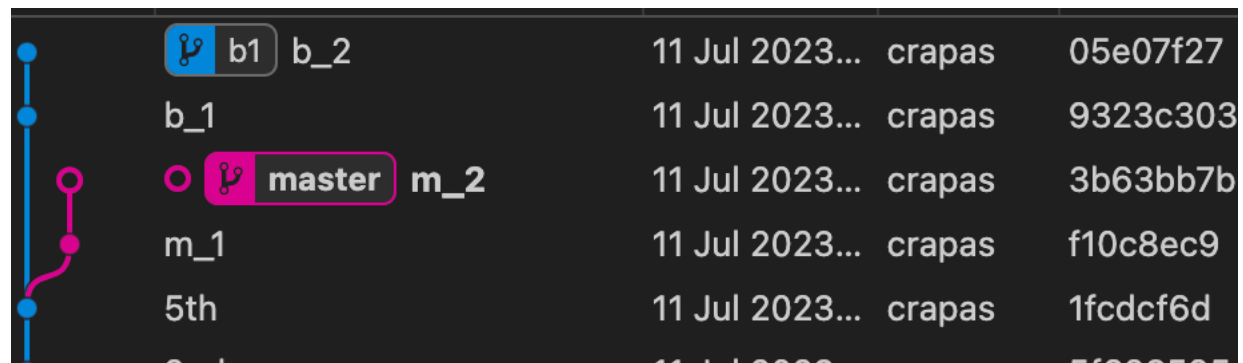 b1 b_2 11 Jul 2023... crapas 05e07f27
b_1 11 Jul 2023... crapas 9323c303
master m_2 11 Jul 2023... crapas 3b63bb7b
m_1 11 Jul 2023... crapas f10c8ec9
5th 11 Jul 2023... crapas 1fcdcf6d